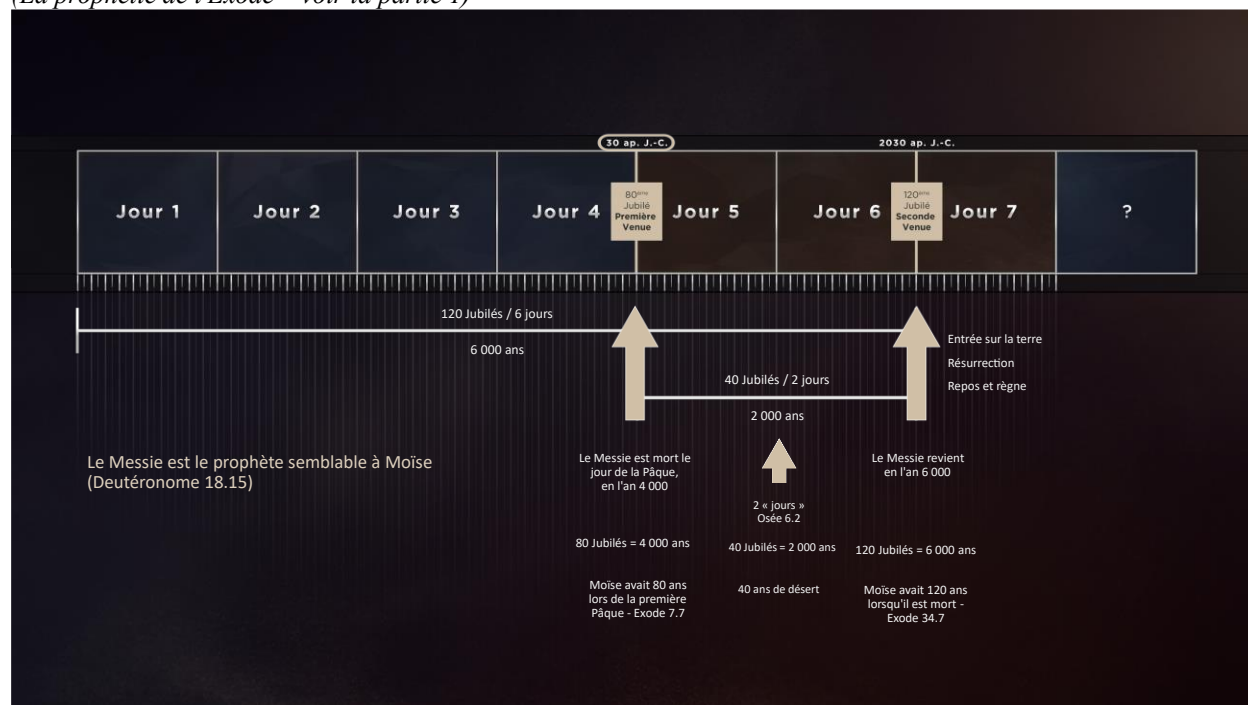 (La prophétie de l'Exode – voir la partie 1)
30 ap. J.-C.
2030 ap. J.-C.
Jour 1
Jour 2
Jour 3
Jour 4
80ème
Jubilé
Première
Venue
Jour 5
Jour 6
120ème
Jubilé
Seconde
Venue
Jour 7
?
120 Jubilés / 6 jours
6 000 ans
Entrée sur la terre
Résurrection
Repos et règne
40 Jubilés / 2 jours
2 000 ans
Le Messie est le prophète semblable à Moïse
(Deutéronome 18.15)
Le Messie est mort le
jour de la Pâque,
en l'an 4 000
2 « jours »
Osée 6.2
Le Messie revient
en l'an 6 000
80 Jubilés = 4 000 ans
40 Jubilés = 2 000 ans
120 Jubilés = 6 000 ans
Moïse avait 80 ans
lors de la première
Pâque - Exode 7.7
40 ans de désert
Moïse avait 120 ans
lorsqu'il est mort -
Exode 34.7